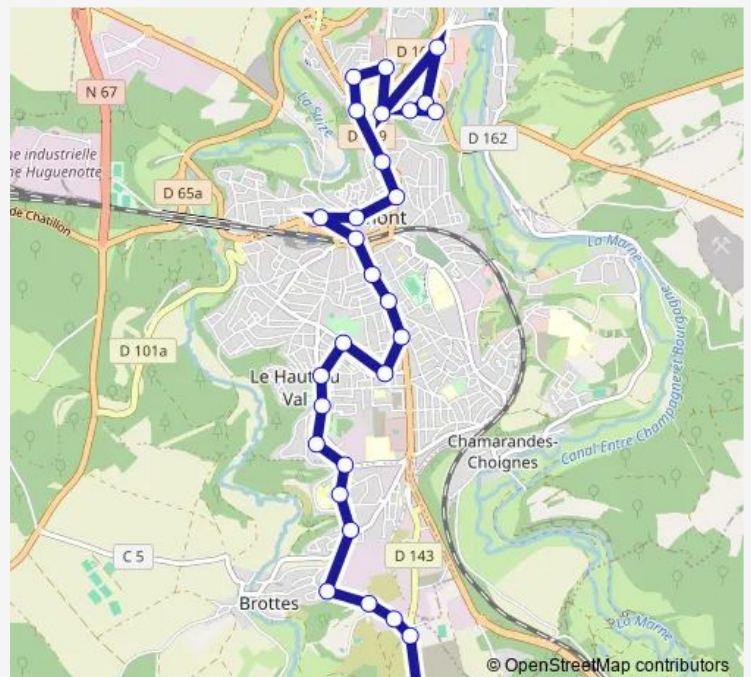 N 67
La Suize
D 162
ne industrielle
ne Huguenotte
D 65a
de Chatillon
mont
La Marne
Canal Entre Champagne et Bourgogne
D 101a
Le Haut du
Val
Chamarandes-
Choignes
C 5
D 143
Brottes
La Marne
© OpenStreetMap contributors